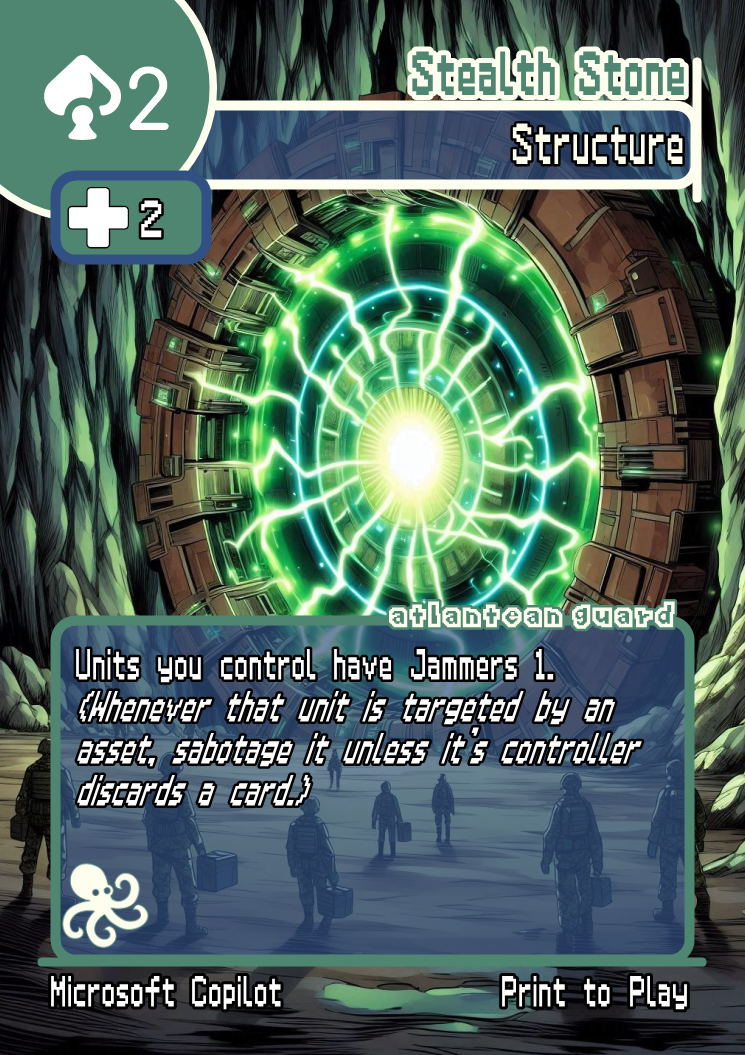 2
Stealth Stone
Structure
2
atlantean guard
Units you control have Jammers 1.
(Whenever that unit is targeted by an
asset, sabotage it unless it's controller
discards a card.)
Microsoft Copilot
Print to Play